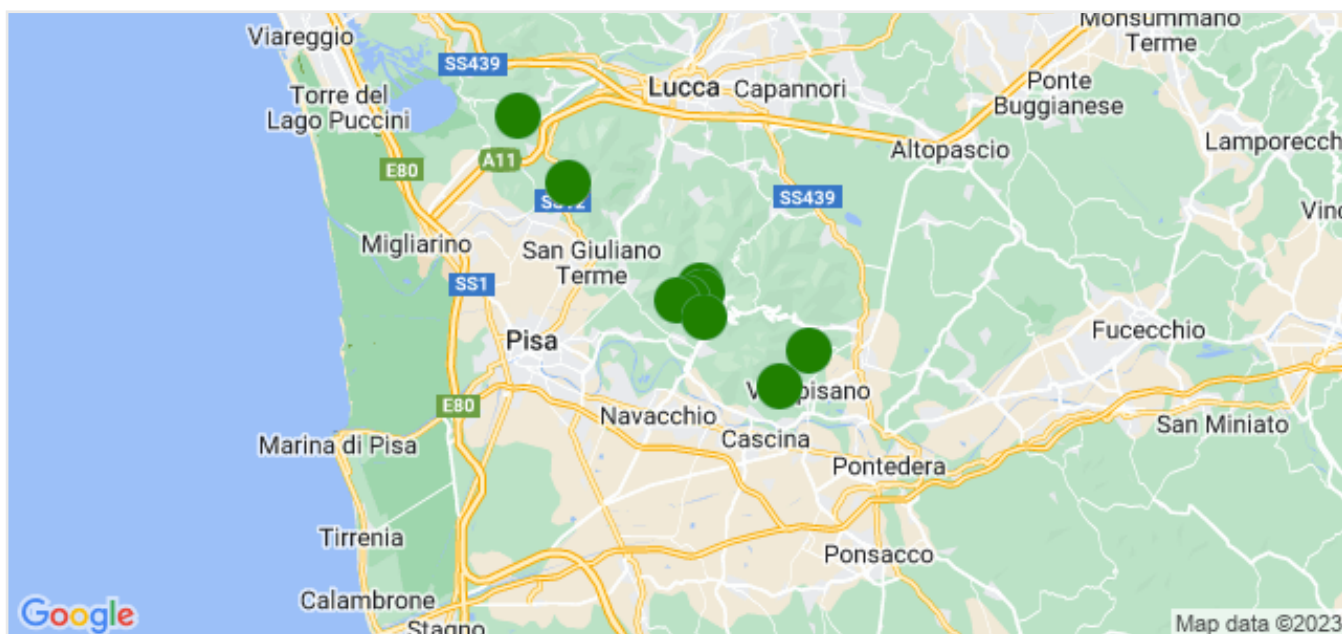 Monsummano
Terme
Viareggio
SS439
Lucca
Capannori
Ponte
Buggianese
Torre del
Lago Puccini
Lamporecch
Altopascio
A11
E80
SS439
Vinc
Migliarino
San Giuliano
Terme
SS1
Pisa
Fucecchio
E80
Navacchio
San Miniato
Marina di Pisa
Cascina
Pontedera
Tirrenia
Ponsacco
Calambrone
Stagno
Google
Map data ©2023